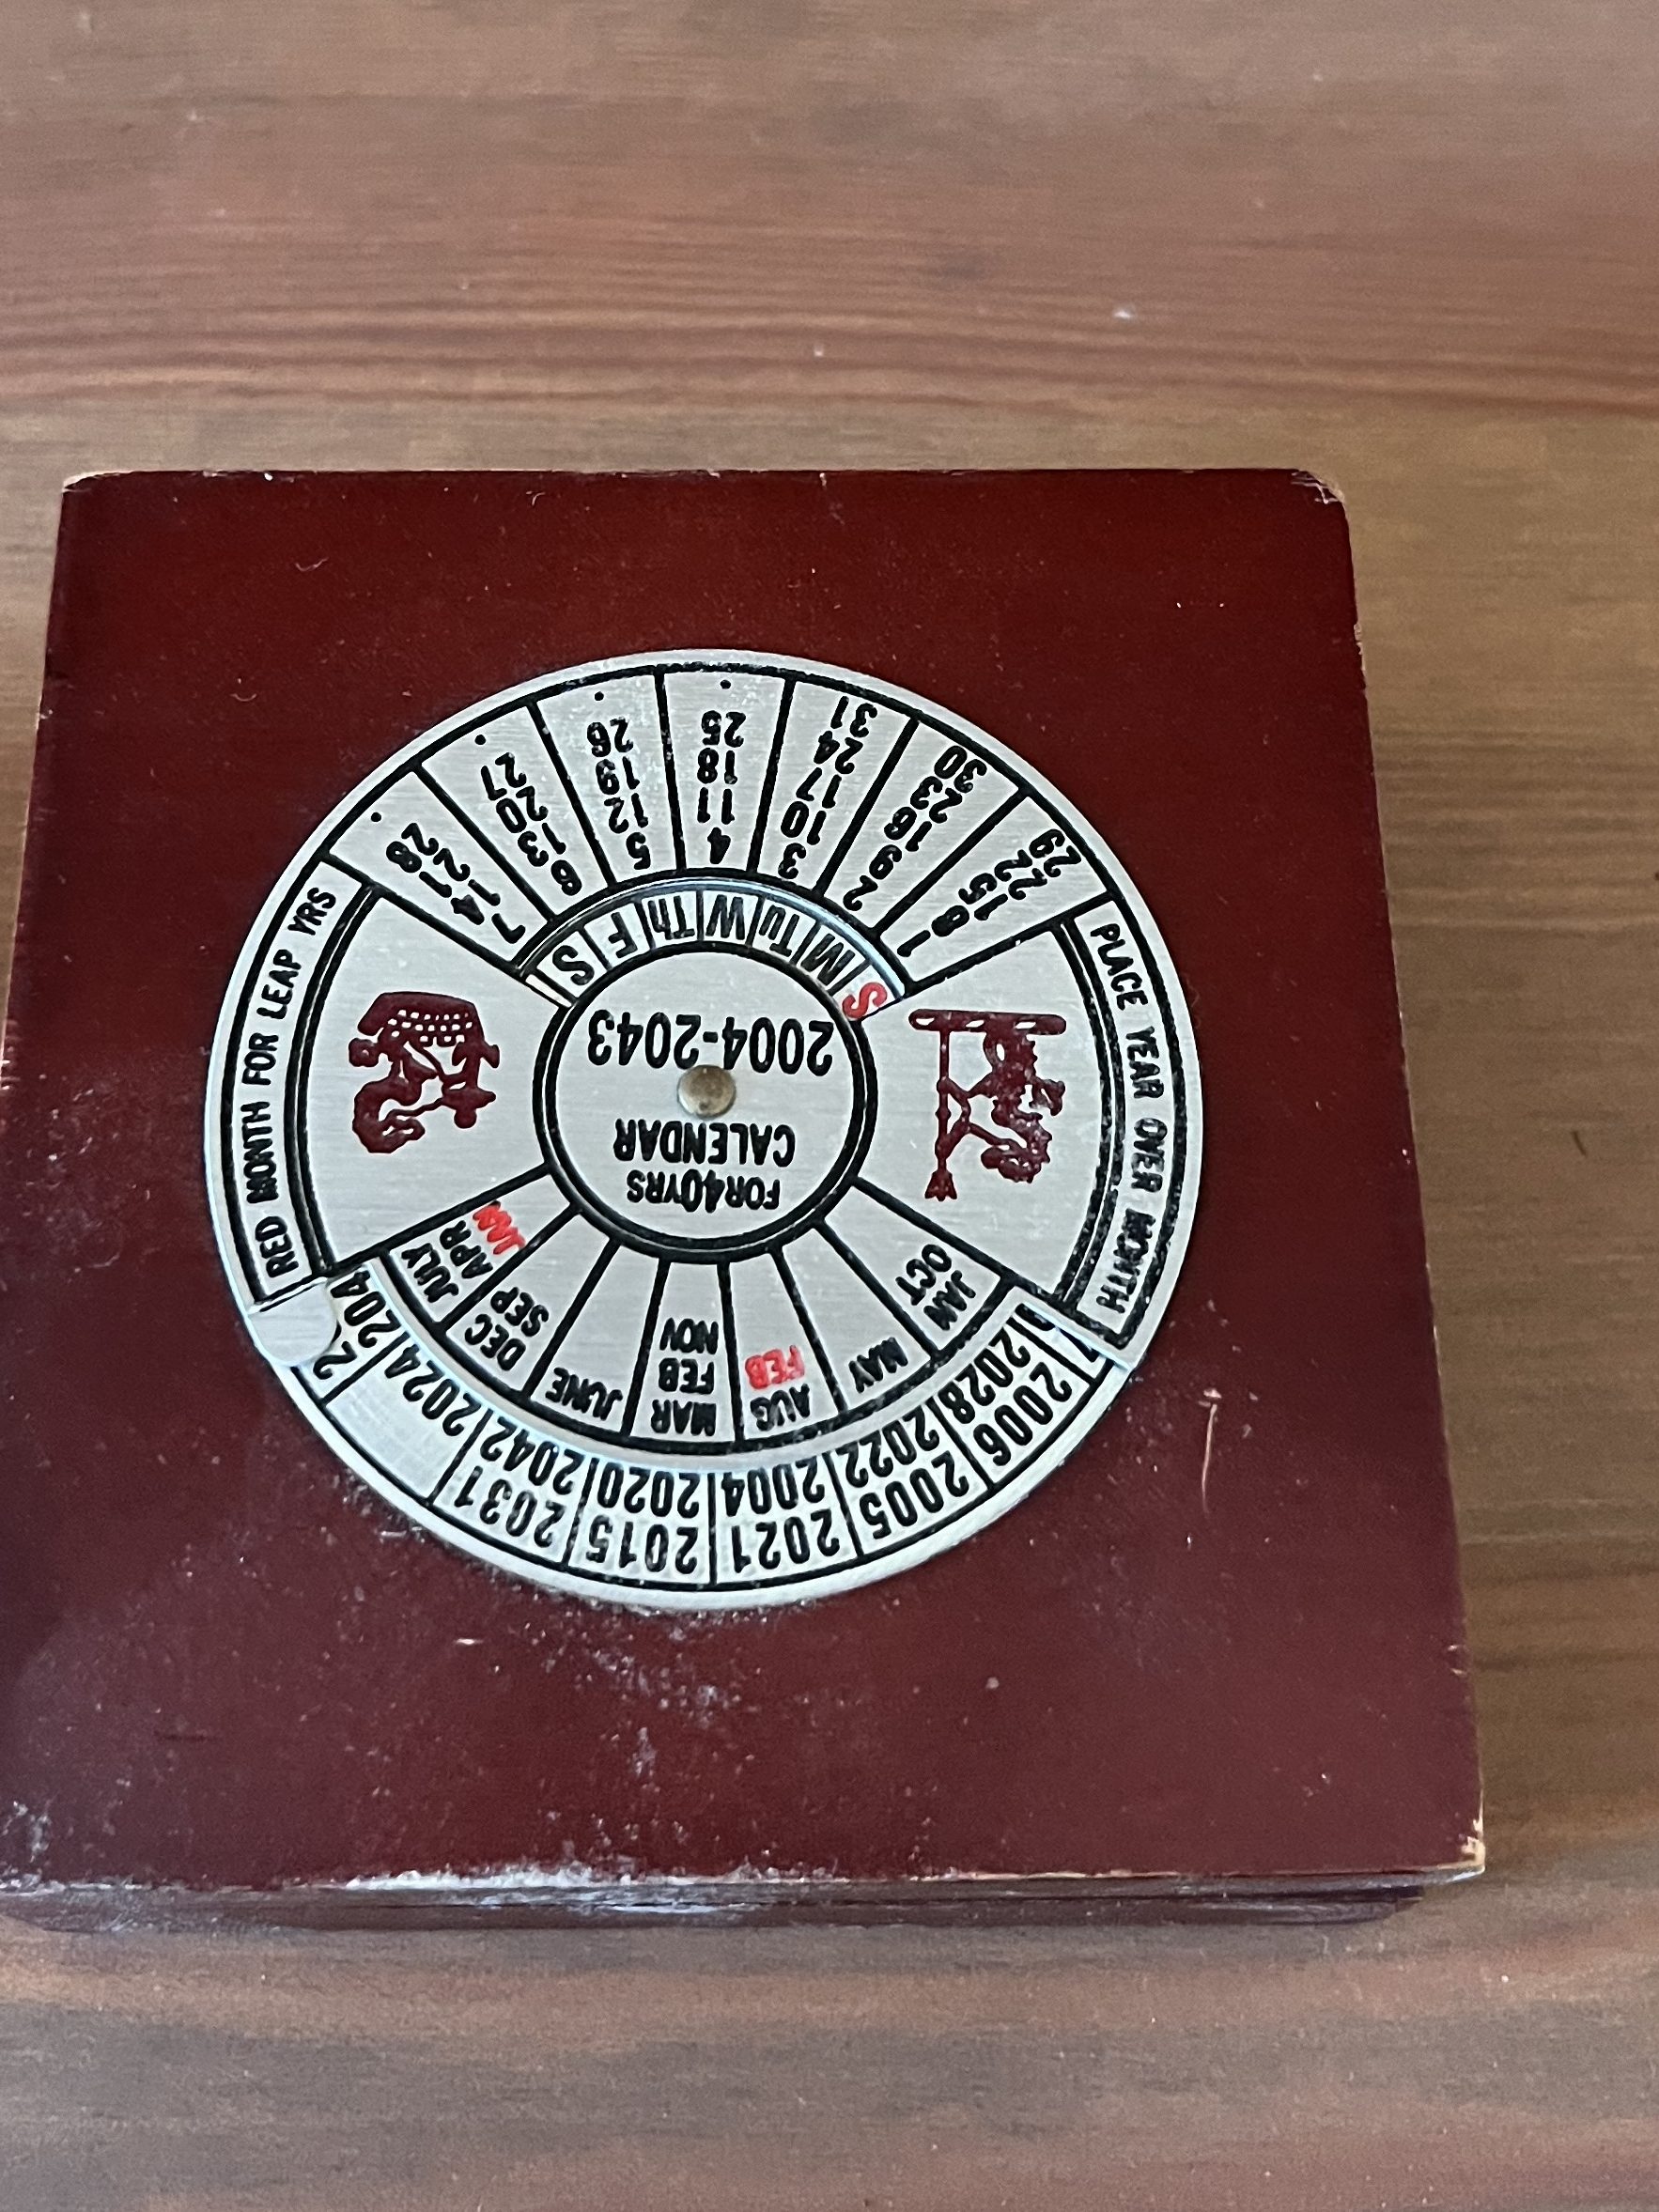 RED MONTH FOR LEAP YRS
PLACE YEAR OVER MONTH
FOR 40 YRS
CALENDAR
2004-2043
JAN
OCT
MAY
AUG
FEB
MAR
FEB
NOV
JUNE
DEC
SEP
JULY
APR
JAN
2028
2006
2022
2005
2004
2021
2020
2015
2042
2031
2024
204
S
M
Tu
W
Th
F
S
1
8
15
22
29
2
9
16
23
30
3
10
17
24
31
4
11
18
25
5
12
19
26
6
13
20
27
7
14
21
28